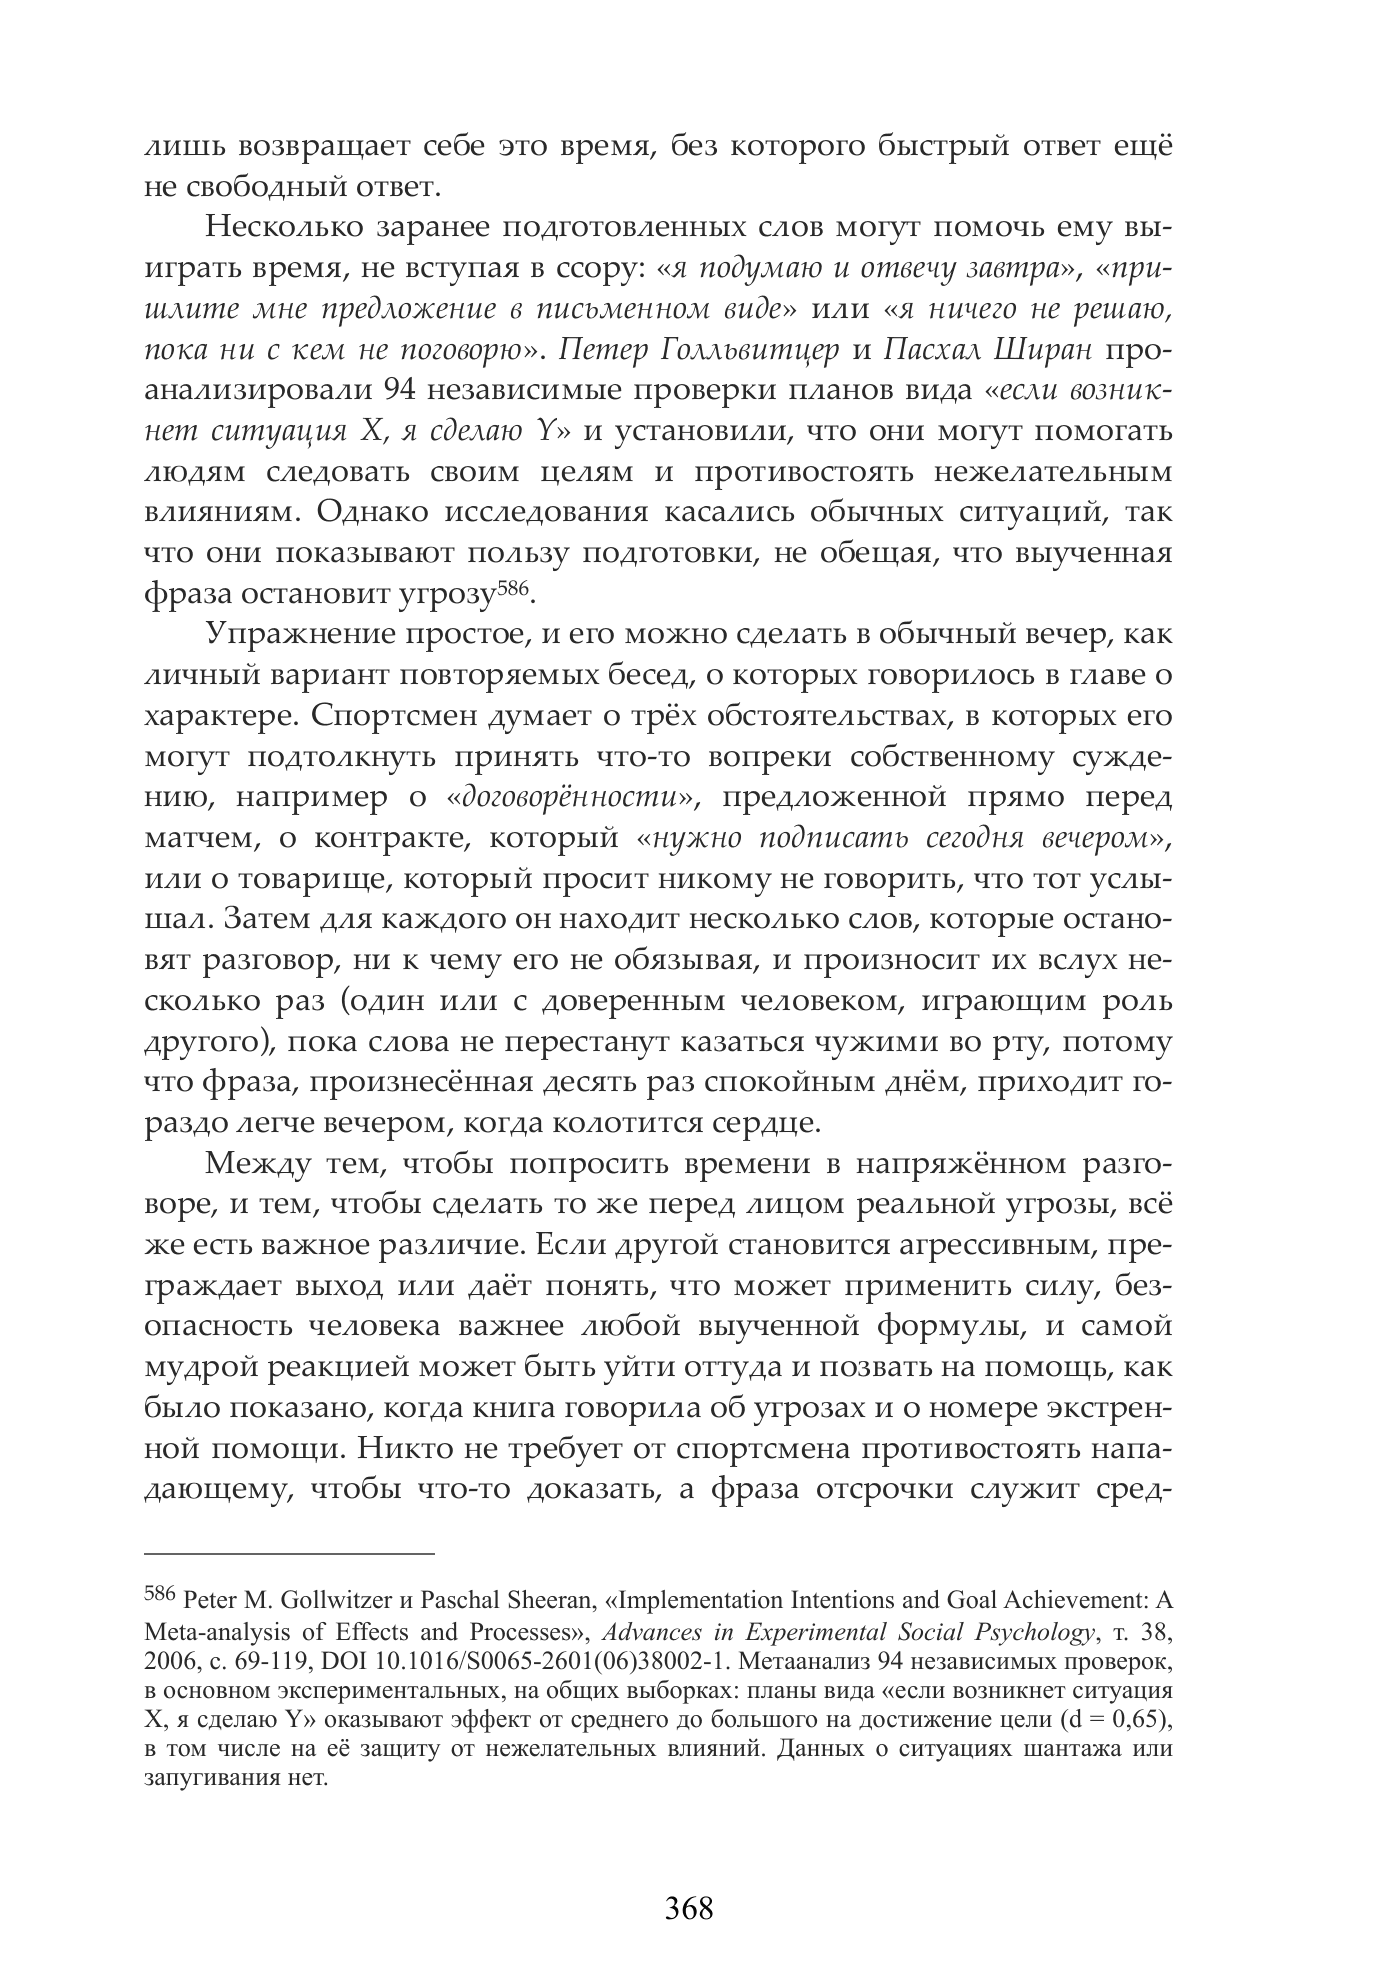 лишь возвращает себе это время, без которого быстрый ответ ещё
не свободный ответ.
Несколько заранее подготовленных слов могут помочь ему вы-
играть время, не вступая в ссору: «я подумаю и отвечу завтра», «при-
шлите мне предложение в письменном виде» или «я ничего не решаю,
пока ни с кем не поговорю». Петер Голльвитцер и Пасхал Ширан про-
анализировали 94 независимые проверки планов вида «если возник-
нет ситуация X, я сделаю Y» и установили, что они могут помогать
людям следовать своим целям и противостоять нежелательным
влияниям. Однако исследования касались обычных ситуаций, так
что они показывают пользу подготовки, не обещая, что выученная
фраза остановит угрозу586.
Упражнение простое, и его можно сделать в обычный вечер, как
личный вариант повторяемых бесед, о которых говорилось в главе о
характере. Спортсмен думает о трёх обстоятельствах, в которых его
могут подтолкнуть принять что-то вопреки собственному сужде-
нию, например о «договорённости», предложенной прямо перед
матчем, о контракте, который «нужно подписать сегодня вечером»,
или о товарище, который просит никому не говорить, что тот услы-
шал. Затем для каждого он находит несколько слов, которые остано-
вят разговор, ни к чему его не обязывая, и произносит их вслух не-
сколько раз (один или с доверенным человеком, играющим роль
другого), пока слова не перестанут казаться чужими во рту, потому
что фраза, произнесённая десять раз спокойным днём, приходит го-
раздо легче вечером, когда колотится сердце.
Между тем, чтобы попросить времени в напряжённом разго-
воре, и тем, чтобы сделать то же перед лицом реальной угрозы, всё
же есть важное различие. Если другой становится агрессивным, пре-
граждает выход или даёт понять, что может применить силу, без-
опасность человека важнее любой выученной формулы, и самой
мудрой реакцией может быть уйти оттуда и позвать на помощь, как
было показано, когда книга говорила об угрозах и о номере экстрен-
ной помощи. Никто не требует от спортсмена противостоять напа-
дающему, чтобы что-то доказать, а фраза отсрочки служит сред-
586 Peter M. Gollwitzer и Paschal Sheeran, «Implementation Intentions and Goal Achievement: A
Meta-analysis of Effects and Processes», Advances in Experimental Social Psychology, т. 38,
2006, с. 69-119, DOI 10.1016/S0065-2601(06)38002-1. Метаанализ 94 независимых проверок,
в основном экспериментальных, на общих выборках: планы вида «если возникнет ситуация
X, я сделаю Y» оказывают эффект от среднего до большого на достижение цели (d = 0,65),
в том числе на её защиту от нежелательных влияний. Данных о ситуациях шантажа или
запугивания нет.
368